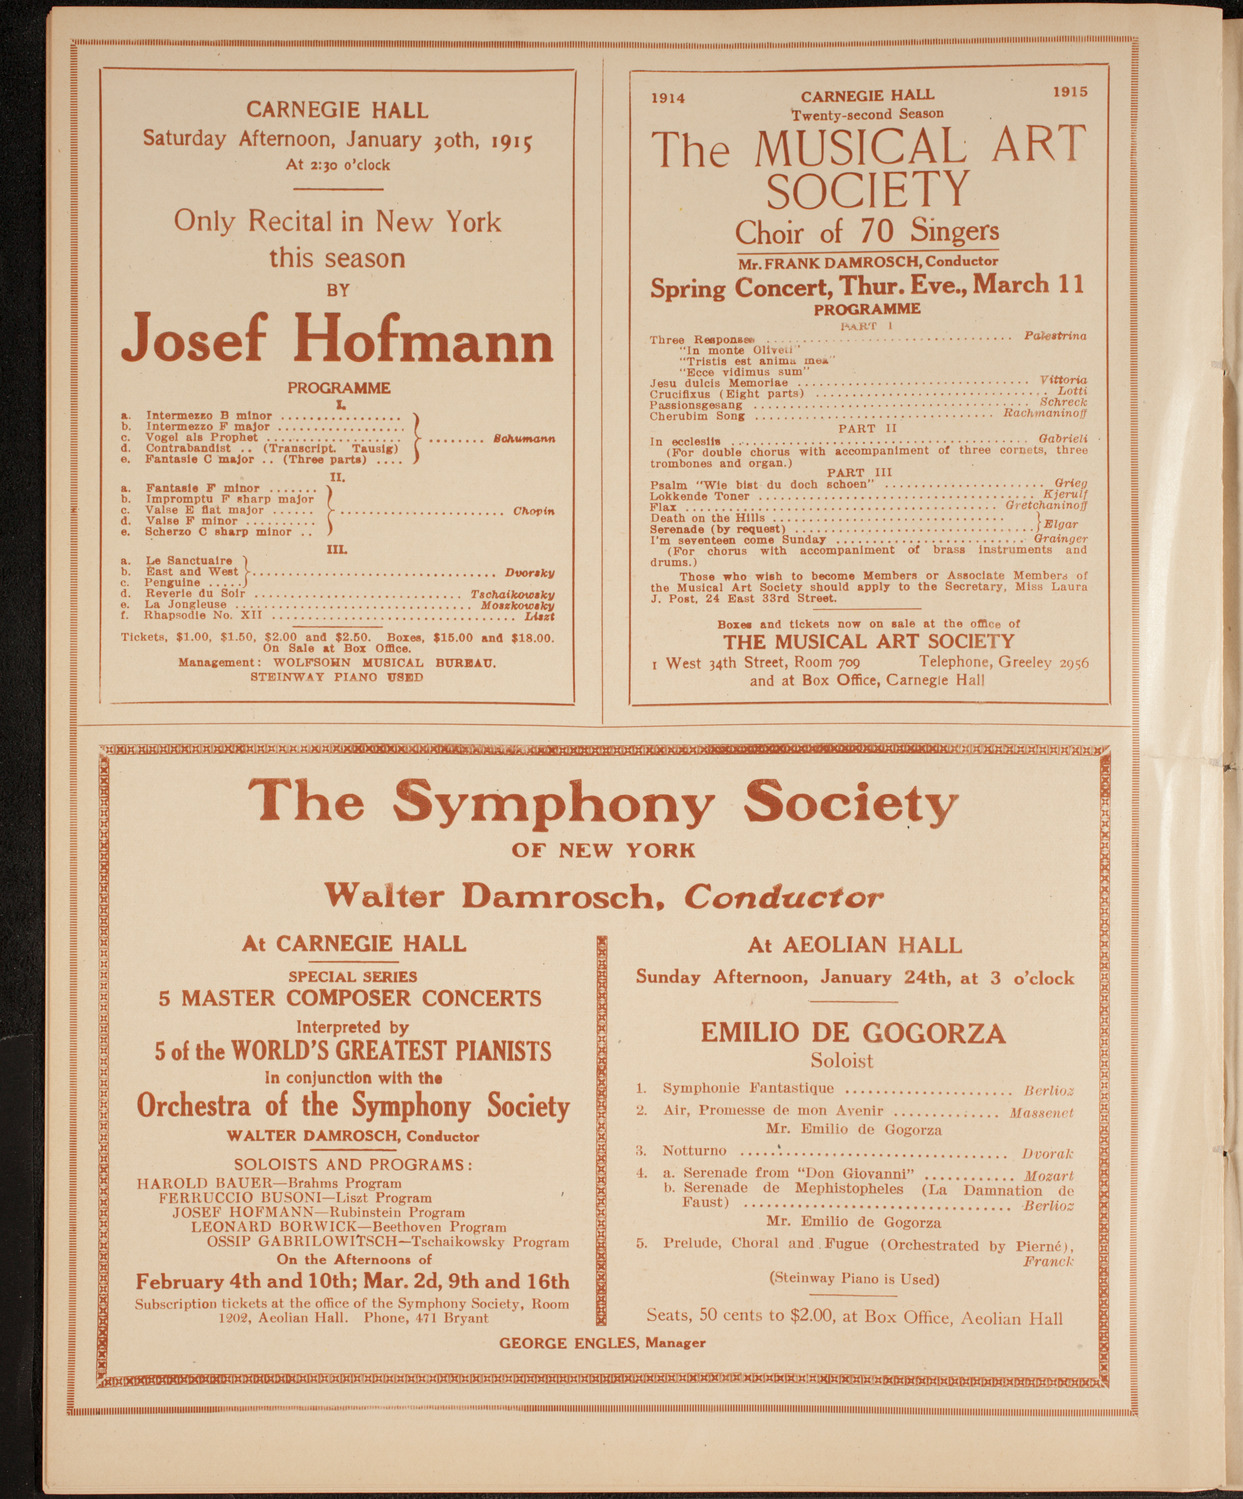 CARNEGIE HALL
Saturday Afternoon, January 30th, 1915
At 2:30 o'clock
Only Recital in New York
this season
BY
Josef Hofmann
PROGRAMME
I.
a. Intermezzo B minor ..................
b. Intermezzo F major ..................
c. Vogel als Prophet .................... ........ Schumann
d. Contrabandist .. (Transcript. Tausig)
e. Fantasie C major .. (Three parts) ....
II.
a. Fantasie F minor .......
b. Impromptu F sharp major
c. Valse E flat major ...... .......................... Chopin
d. Valse F minor ..........
e. Scherzo C sharp minor ..
III.
a. Le Sanctuaire
b. East and West .................................... Dvorsky
c. Penguine .....
d. Reverie du Soir ............................... Tschaikowsky
e. La Jongleuse .................................... Moszkowsky
f. Rhapsodie No. XII .................................... Liszt
Tickets, $1.00, $1.50, $2.00 and $2.50. Boxes, $15.00 and $18.00.
On Sale at Box Office.
Management: WOLFSOHN MUSICAL BUREAU.
STEINWAY PIANO USED
1914 CARNEGIE HALL 1915
Twenty-second Season
The MUSICAL ART
SOCIETY
Choir of 70 Singers
Mr. FRANK DAMROSCH, Conductor
Spring Concert, Thur. Eve., March 11
PROGRAMME
PART I
Three Responses .................................. Palestrina
"In monte Oliveti"
"Tristis est anima mea"
"Ecce vidimus sum"
Jesu dulcis Memoriae ................................ Vittoria
Crucifixus (Eight parts) ................................ Lotti
Passionsgesang ........................................ Schreck
Cherubim Song .................................. Rachmaninoff
PART II
In ecclesiis ........................................ Gabrieli
(For double chorus with accompaniment of three cornets, three
trombones and organ.)
PART III
Psalm "Wie bist du doch schoen" ...................... Grieg
Lokkende Toner ...................................... Kjerulf
Flax ............................................ Gretchaninoff
Death on the Hills ..................................
Serenade (by request) .................................. Elgar
I'm seventeen come Sunday .......................... Grainger
(For chorus with accompaniment of brass instruments and
drums.)
Those who wish to become Members or Associate Members of
the Musical Art Society should apply to the Secretary, Miss Laura
J. Post, 24 East 33rd Street.
Boxes and tickets now on sale at the office of
THE MUSICAL ART SOCIETY
1 West 34th Street, Room 709 Telephone, Greeley 2956
and at Box Office, Carnegie Hall
The Symphony Society
OF NEW YORK
Walter Damrosch, Conductor
At CARNEGIE HALL
SPECIAL SERIES
5 MASTER COMPOSER CONCERTS
Interpreted by
5 of the WORLD'S GREATEST PIANISTS
In conjunction with the
Orchestra of the Symphony Society
WALTER DAMROSCH, Conductor
SOLOISTS AND PROGRAMS:
HAROLD BAUER—Brahms Program
FERRUCCIO BUSONI—Liszt Program
JOSEF HOFMANN—Rubinstein Program
LEONARD BORWICK—Beethoven Program
OSSIP GABRILOWITSCH—Tschaikowsky Program
On the Afternoons of
February 4th and 10th; Mar. 2d, 9th and 16th
Subscription tickets at the office of the Symphony Society, Room
1202, Aeolian Hall. Phone, 471 Bryant
At AEOLIAN HALL
Sunday Afternoon, January 24th, at 3 o'clock
EMILIO DE GOGORZA
Soloist
1. Symphonie Fantastique ...................... Berlioz
2. Air, Promesse de mon Avenir .............. Massenet
Mr. Emilio de Gogorza
3. Notturno ................................... Dvorak
4. a. Serenade from "Don Giovanni" ............ Mozart
b. Serenade de Mephistopheles (La Damnation de
Faust) ................................... Berlioz
Mr. Emilio de Gogorza
5. Prelude, Choral and Fugue (Orchestrated by Pierné),
Franck
(Steinway Piano is Used)
Seats, 50 cents to $2.00, at Box Office, Aeolian Hall
GEORGE ENGLES, Manager